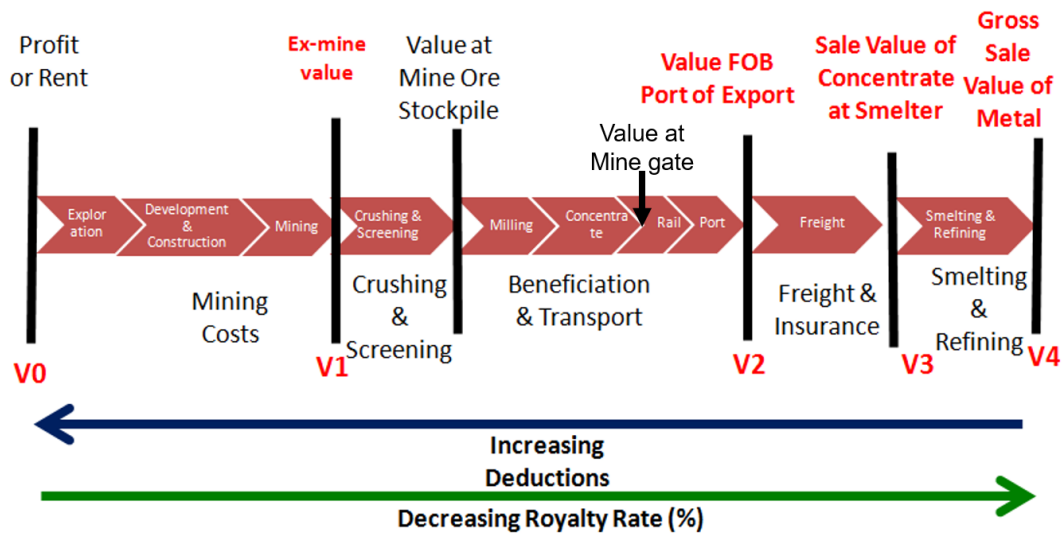 Profit
or Rent
Ex-mine
value
Value at
Mine Ore
Stockpile
Value FOB
Port of Export
Sale Value of
Concentrate
at Smelter
Gross
Sale
Value of
Metal
Value at
Mine gate
Explor
ation
Development
&
Construction
Mining
Crushing &
Screening
Milling
Concentra
te
Rail
Port
Freight
Smelting &
Refining
Mining
Costs
Crushing
&
Screening
Beneficiation
& Transport
Freight &
Insurance
Smelting
&
Refining
V0
V1
V2
V3
V4
Increasing
Deductions
Decreasing Royalty Rate (%)